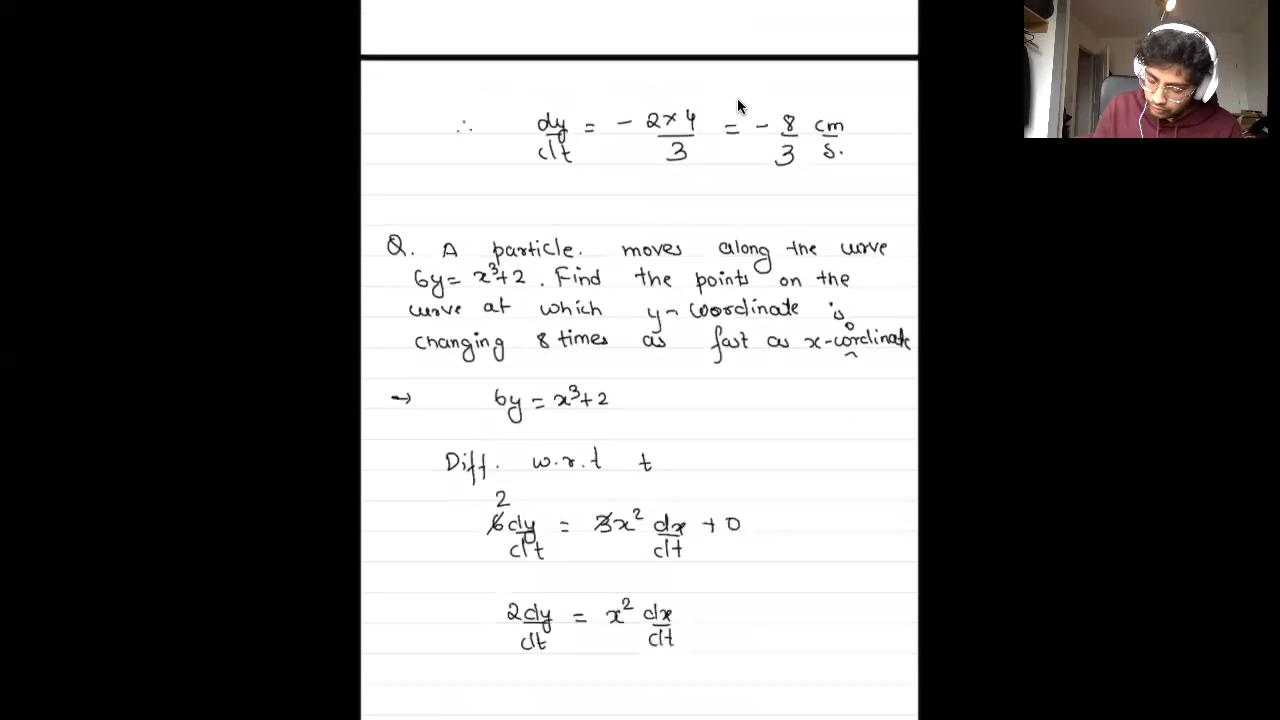 ∴ dy/dt = - 2×4/3 = - 8/3 cm/s.
Q. A particle. moves along the curve
6y = x³+2. Find the points on the
curve at which y-coordinate is
changing 8 times as fast as x-coordinate
→ 6y = x³+2
Diff. w.r.t t
2
6 dy/dt = 3x² dx/dt + 0
2 dy/dt = x² dx/dt